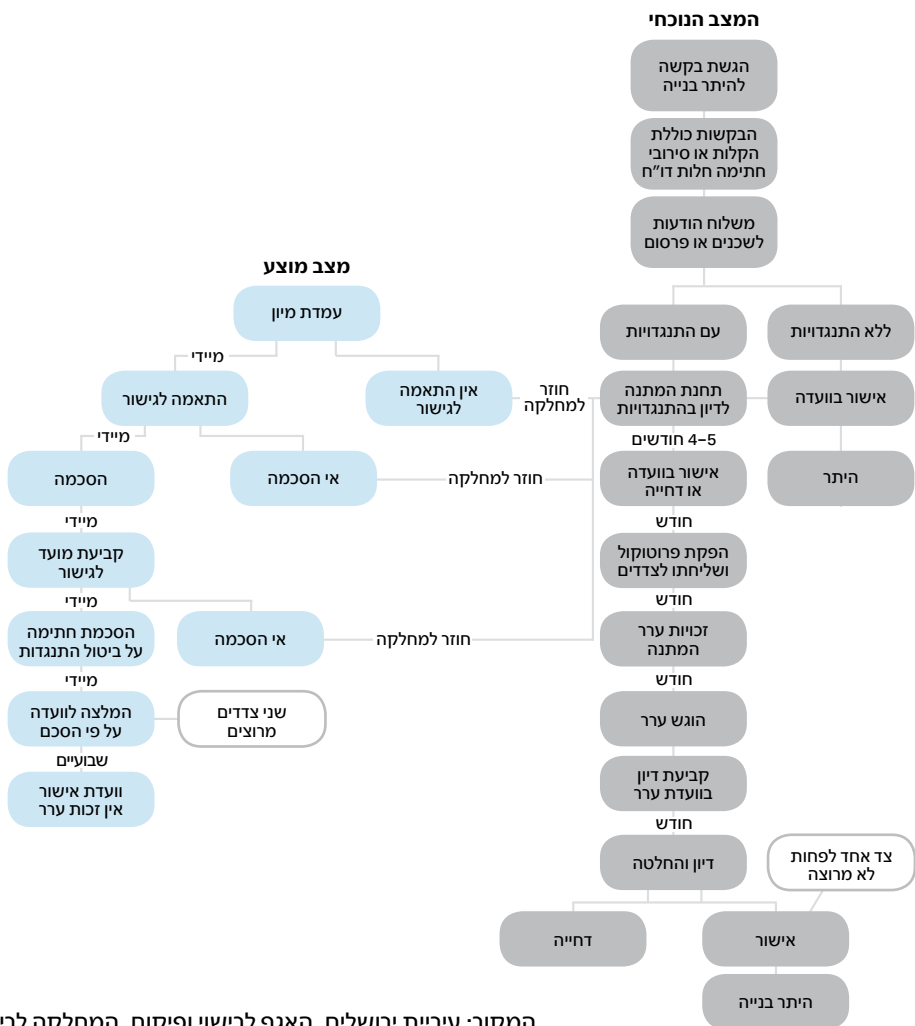 המצב הנוכחי
הגשת בקשה
להיתר בנייה
הבקשות כוללת
הקלות או סירובי
חתימה חלות דו״ח
משלוח הודעות
לשכנים או פרסום
ללא התנגדויות
אישור בוועדה
היתר
עם התנגדויות
תחנת המתנה
לדיון בהתנגדויות
4–5 חודשים
אישור בוועדה
או דחייה
חודש
הפקת פרוטוקול
ושליחתו לצדדים
חודש
זכויות ערר
המתנה
חודש
הוגש ערר
קביעת דיון
בוועדת ערר
חודש
דיון והחלטה
צד אחד לפחות
לא מרוצה
אישור
דחייה
היתר בנייה
מצב מוצע
עמדת מיון
מיידי
אין התאמה
לגישור
חוזר
למחלקה
התאמה לגישור
מיידי
אי הסכמה
חוזר למחלקה
הסכמה
מיידי
קביעת מועד
לגישור
מיידי
אי הסכמה
חוזר למחלקה
הסכמת חתימה
על ביטול התנגדות
מיידי
המלצה לוועדה
על פי הסכם
שני צדדים
מרוצים
שבועיים
וועדת אישור
אין זכות ערר